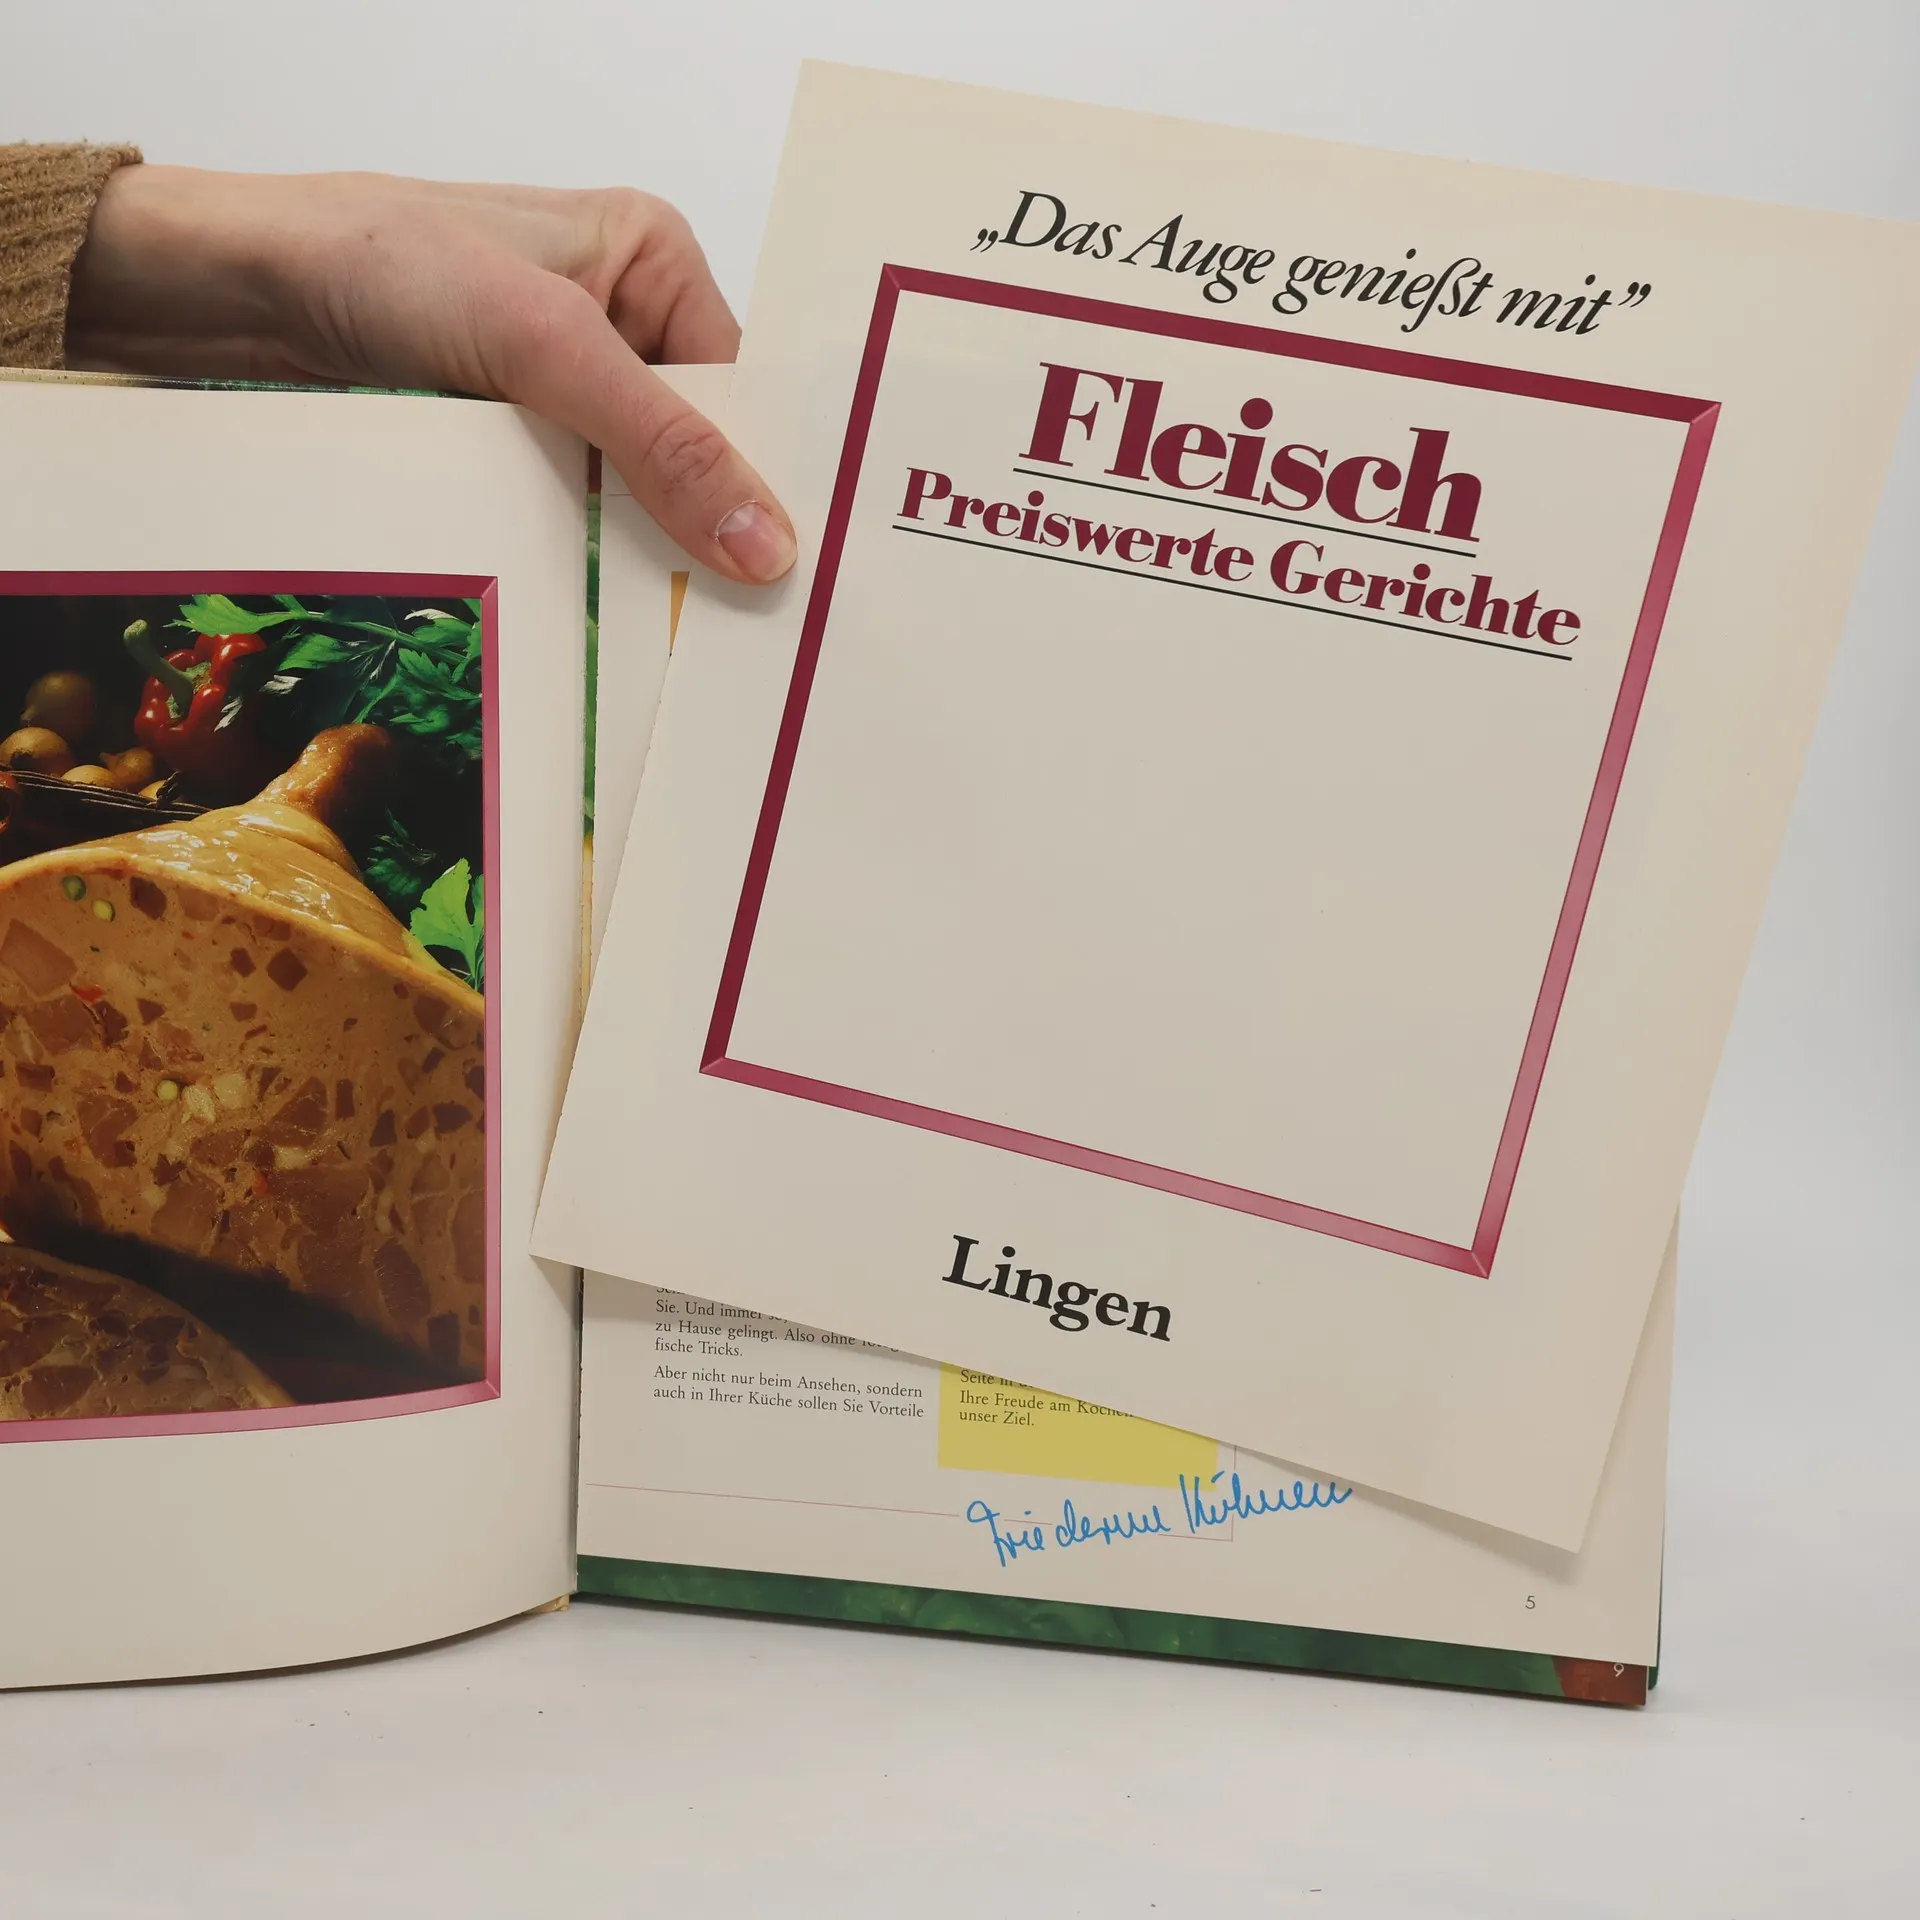 „Das Auge genießt mit”
Fleisch
Preiswerte Gerichte
Lingen
Sie. Und immer
zu Hause gelingt. Also ohne
fische Tricks.
Aber nicht nur beim Ansehen, sondern
auch in Ihrer Küche sollen Sie Vorteile
Seite in
Ihre Freude am Kochen
unser Ziel.
5
9